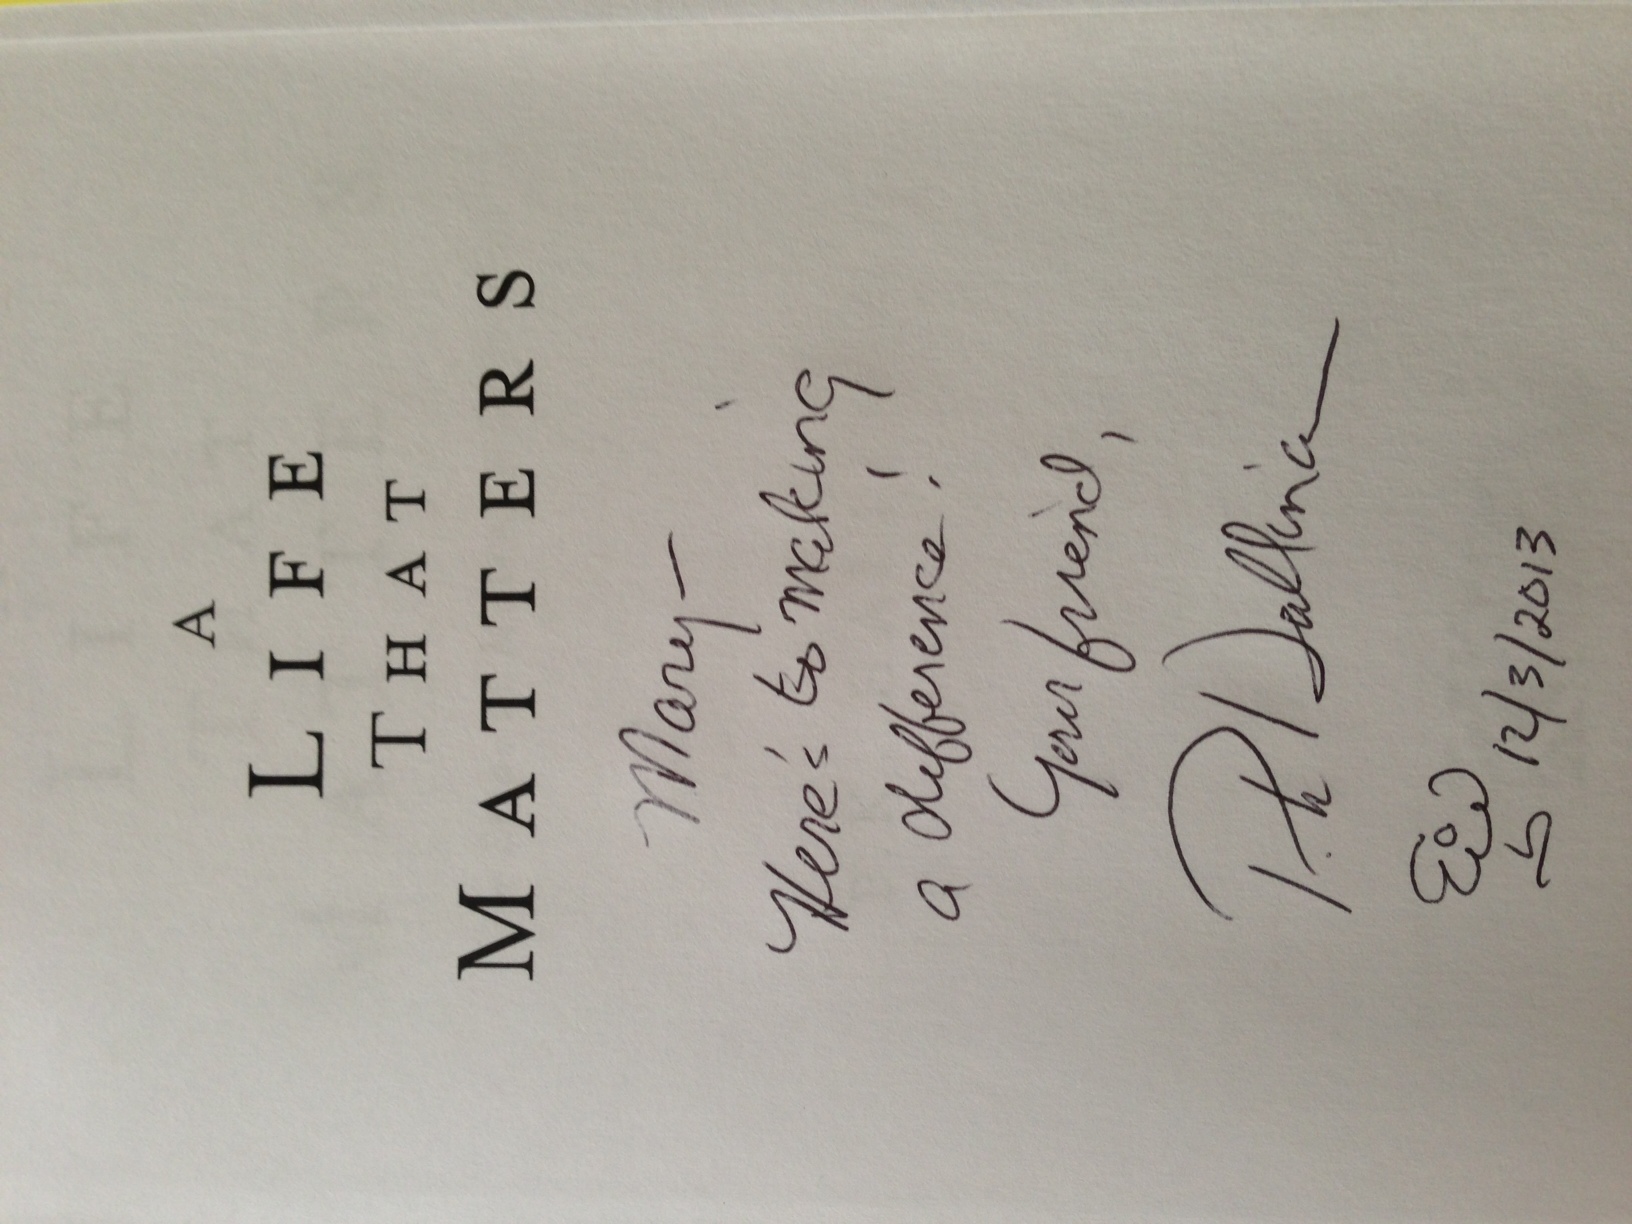 A
LIFE
THAT
MATTERS
Mary—
Here's to making
a difference!
Your friend,
12/3/2013